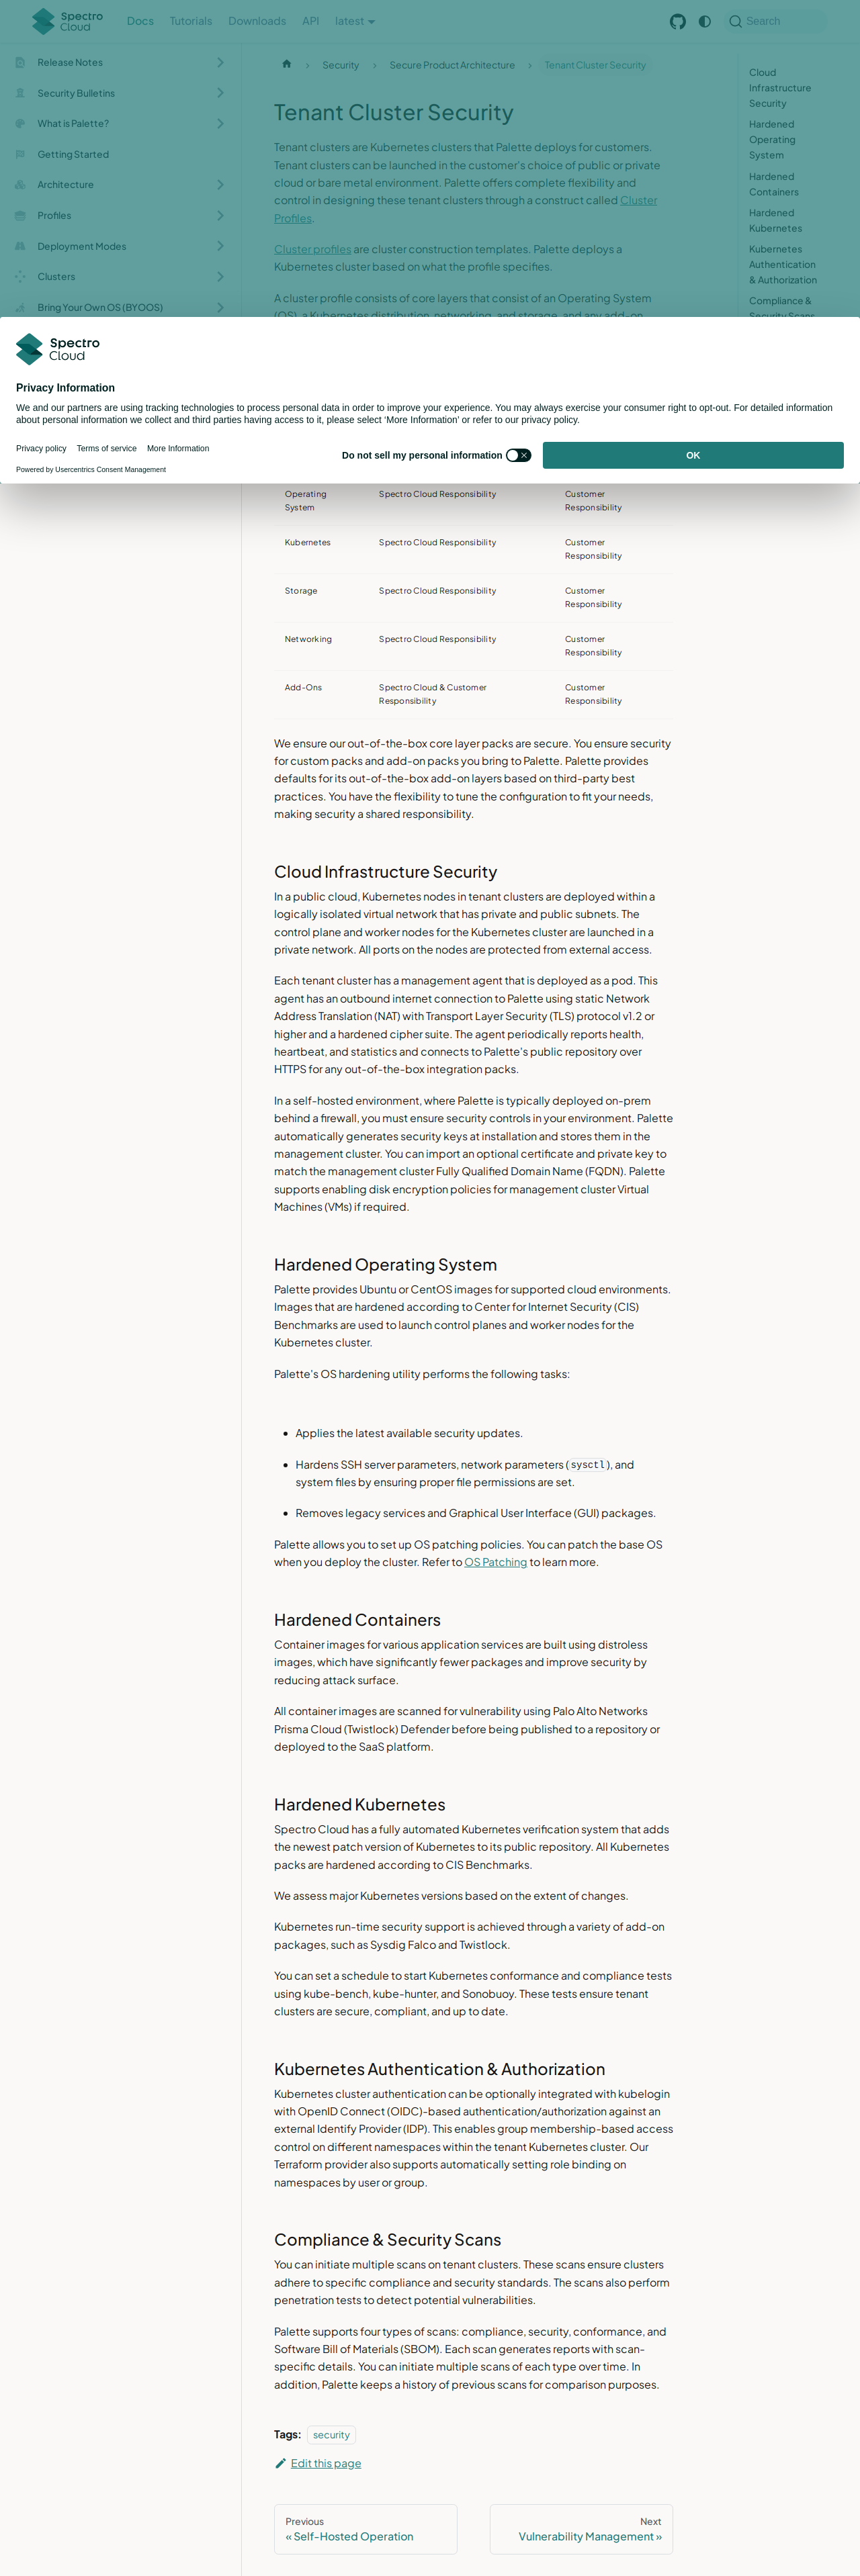 Spectro Cloud
Docs
Tutorials
Downloads
API
latest
Search
Release Notes
Security Bulletins
What is Palette?
Getting Started
Architecture
Profiles
Deployment Modes
Clusters
Bring Your Own OS (BYOOS)
Security
Secure Product Architecture
Tenant Cluster Security
Cloud
Infrastructure
Security
Hardened
Operating
System
Hardened
Containers
Hardened
Kubernetes
Kubernetes
Authentication
& Authorization
Compliance &
Security Scans
Tenant Cluster Security
Tenant clusters are Kubernetes clusters that Palette deploys for customers.
Tenant clusters can be launched in the customer's choice of public or private
cloud or bare metal environment. Palette offers complete flexibility and
control in designing these tenant clusters through a construct called Cluster
Profiles.
Cluster profiles are cluster construction templates. Palette deploys a
Kubernetes cluster based on what the profile specifies.
A cluster profile consists of core layers that consist of an Operating System
(OS), a Kubernetes distribution, networking, and storage, and any add-on
Spectro Cloud
Privacy Information
We and our partners are using tracking technologies to process personal data in order to improve your experience. You may always exercise your consumer right to opt-out. For detailed information
about personal information we collect and third parties having access to it, please select ‘More Information’ or refer to our privacy policy.
Privacy policy
Terms of service
More Information
Powered by Usercentrics Consent Management
Do not sell my personal information
OK
Operating System
Spectro Cloud Responsibility
Customer Responsibility
Kubernetes
Spectro Cloud Responsibility
Customer Responsibility
Storage
Spectro Cloud Responsibility
Customer Responsibility
Networking
Spectro Cloud Responsibility
Customer Responsibility
Add-Ons
Spectro Cloud & Customer Responsibility
Customer Responsibility
We ensure our out-of-the-box core layer packs are secure. You ensure security
for custom packs and add-on packs you bring to Palette. Palette provides
defaults for its out-of-the-box add-on layers based on third-party best
practices. You have the flexibility to tune the configuration to fit your needs,
making security a shared responsibility.
Cloud Infrastructure Security
In a public cloud, Kubernetes nodes in tenant clusters are deployed within a
logically isolated virtual network that has private and public subnets. The
control plane and worker nodes for the Kubernetes cluster are launched in a
private network. All ports on the nodes are protected from external access.
Each tenant cluster has a management agent that is deployed as a pod. This
agent has an outbound internet connection to Palette using static Network
Address Translation (NAT) with Transport Layer Security (TLS) protocol v1.2 or
higher and a hardened cipher suite. The agent periodically reports health,
heartbeat, and statistics and connects to Palette's public repository over
HTTPS for any out-of-the-box integration packs.
In a self-hosted environment, where Palette is typically deployed on-prem
behind a firewall, you must ensure security controls in your environment. Palette
automatically generates security keys at installation and stores them in the
management cluster. You can import an optional certificate and private key to
match the management cluster Fully Qualified Domain Name (FQDN). Palette
supports enabling disk encryption policies for management cluster Virtual
Machines (VMs) if required.
Hardened Operating System
Palette provides Ubuntu or CentOS images for supported cloud environments.
Images that are hardened according to Center for Internet Security (CIS)
Benchmarks are used to launch control planes and worker nodes for the
Kubernetes cluster.
Palette's OS hardening utility performs the following tasks:
• Applies the latest available security updates.
• Hardens SSH server parameters, network parameters (sysctl), and
system files by ensuring proper file permissions are set.
• Removes legacy services and Graphical User Interface (GUI) packages.
Palette allows you to set up OS patching policies. You can patch the base OS
when you deploy the cluster. Refer to OS Patching to learn more.
Hardened Containers
Container images for various application services are built using distroless
images, which have significantly fewer packages and improve security by
reducing attack surface.
All container images are scanned for vulnerability using Palo Alto Networks
Prisma Cloud (Twistlock) Defender before being published to a repository or
deployed to the SaaS platform.
Hardened Kubernetes
Spectro Cloud has a fully automated Kubernetes verification system that adds
the newest patch version of Kubernetes to its public repository. All Kubernetes
packs are hardened according to CIS Benchmarks.
We assess major Kubernetes versions based on the extent of changes.
Kubernetes run-time security support is achieved through a variety of add-on
packages, such as Sysdig Falco and Twistlock.
You can set a schedule to start Kubernetes conformance and compliance tests
using kube-bench, kube-hunter, and Sonobuoy. These tests ensure tenant
clusters are secure, compliant, and up to date.
Kubernetes Authentication & Authorization
Kubernetes cluster authentication can be optionally integrated with kubelogin
with OpenID Connect (OIDC)-based authentication/authorization against an
external Identify Provider (IDP). This enables group membership-based access
control on different namespaces within the tenant Kubernetes cluster. Our
Terraform provider also supports automatically setting role binding on
namespaces by user or group.
Compliance & Security Scans
You can initiate multiple scans on tenant clusters. These scans ensure clusters
adhere to specific compliance and security standards. The scans also perform
penetration tests to detect potential vulnerabilities.
Palette supports four types of scans: compliance, security, conformance, and
Software Bill of Materials (SBOM). Each scan generates reports with scan-
specific details. You can initiate multiple scans of each type over time. In
addition, Palette keeps a history of previous scans for comparison purposes.
Tags: security
Edit this page
Previous
« Self-Hosted Operation
Next
Vulnerability Management »